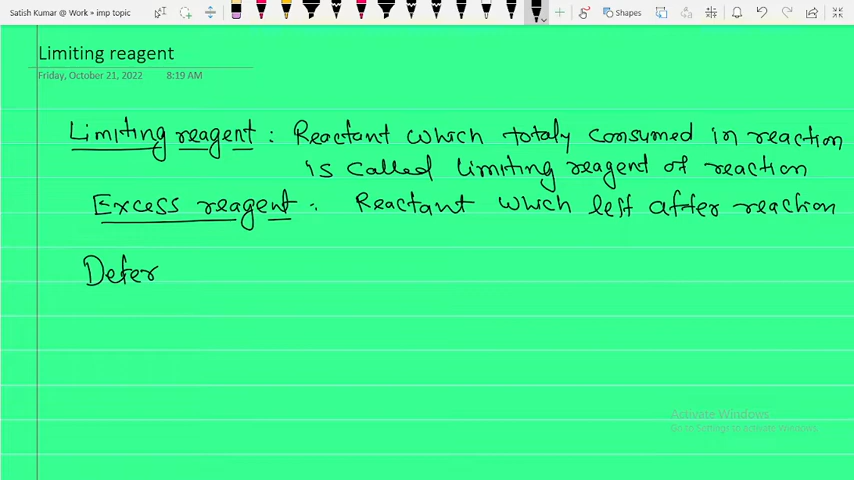 Satish Kumar @ Work » imp topic
Shapes
Limiting reagent
Friday, October 21, 2022 8:19 AM
Limiting reagent : Reactant which totaly consumed in reaction
is called limiting reagent of reaction
Excess reagent : Reactant which left after reaction
Deter
Activate Windows
Go to Settings to activate Windows.